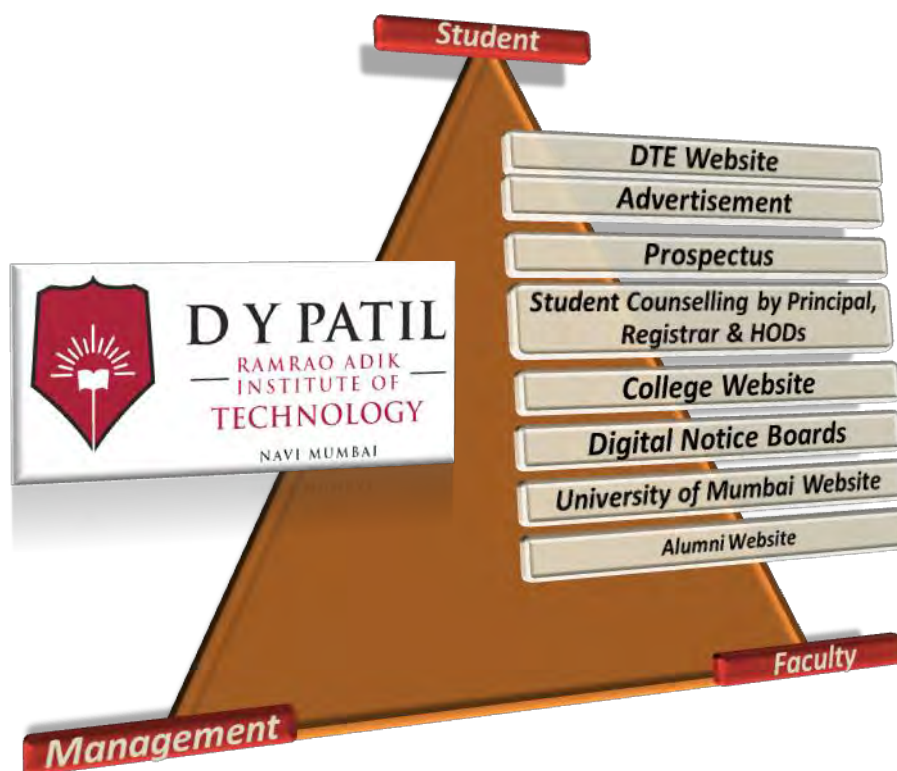 Student
DTE Website
Advertisement
Prospectus
Student Counselling by Principal,
Registrar & HODs
College Website
Digital Notice Boards
University of Mumbai Website
Alumni Website
D Y PATIL
RAMRAO ADIK
INSTITUTE OF
TECHNOLOGY
NAVI MUMBAI
Management
Faculty